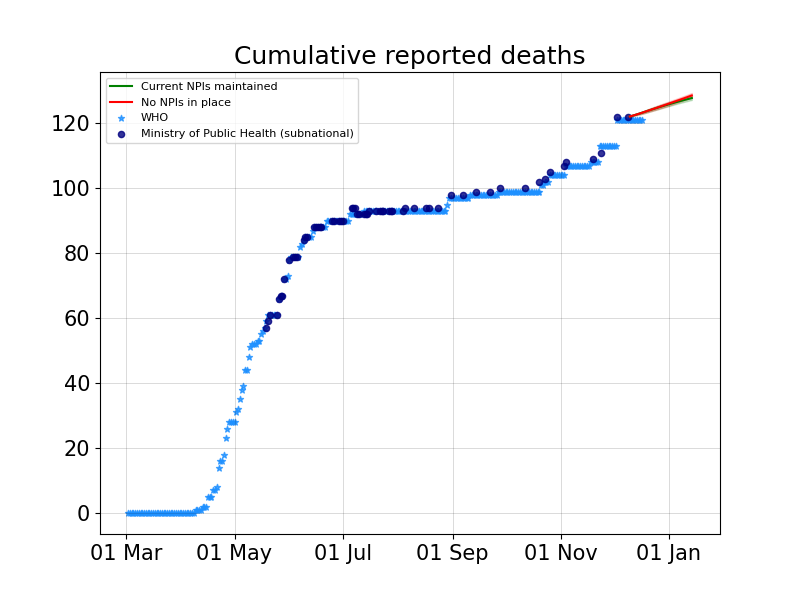 Cumulative reported deaths
Current NPIs maintained
No NPIs in place
WHO
Ministry of Public Health (subnational)
120
100
80
60
40
20
0
01 Mar
01 May
01 Jul
01 Sep
01 Nov
01 Jan